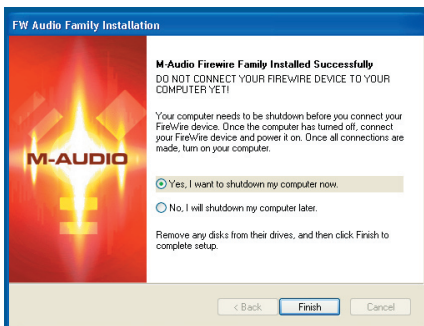 FW Audio Family Installation
M-Audio Firewire Family Installed Successfully
DO NOT CONNECT YOUR FIREWIRE DEVICE TO YOUR
COMPUTER YET!
Your computer needs to be shutdown before you connect your
FireWire device. Once the computer has turned off, connect
your FireWire device and power it on. Once all connections are
made, turn on your computer.
M-AUDIO
Yes, I want to shutdown my computer now.
No, I will shutdown my computer later.
Remove any disks from their drives, and then click Finish to
complete setup.
< Back Finish Cancel